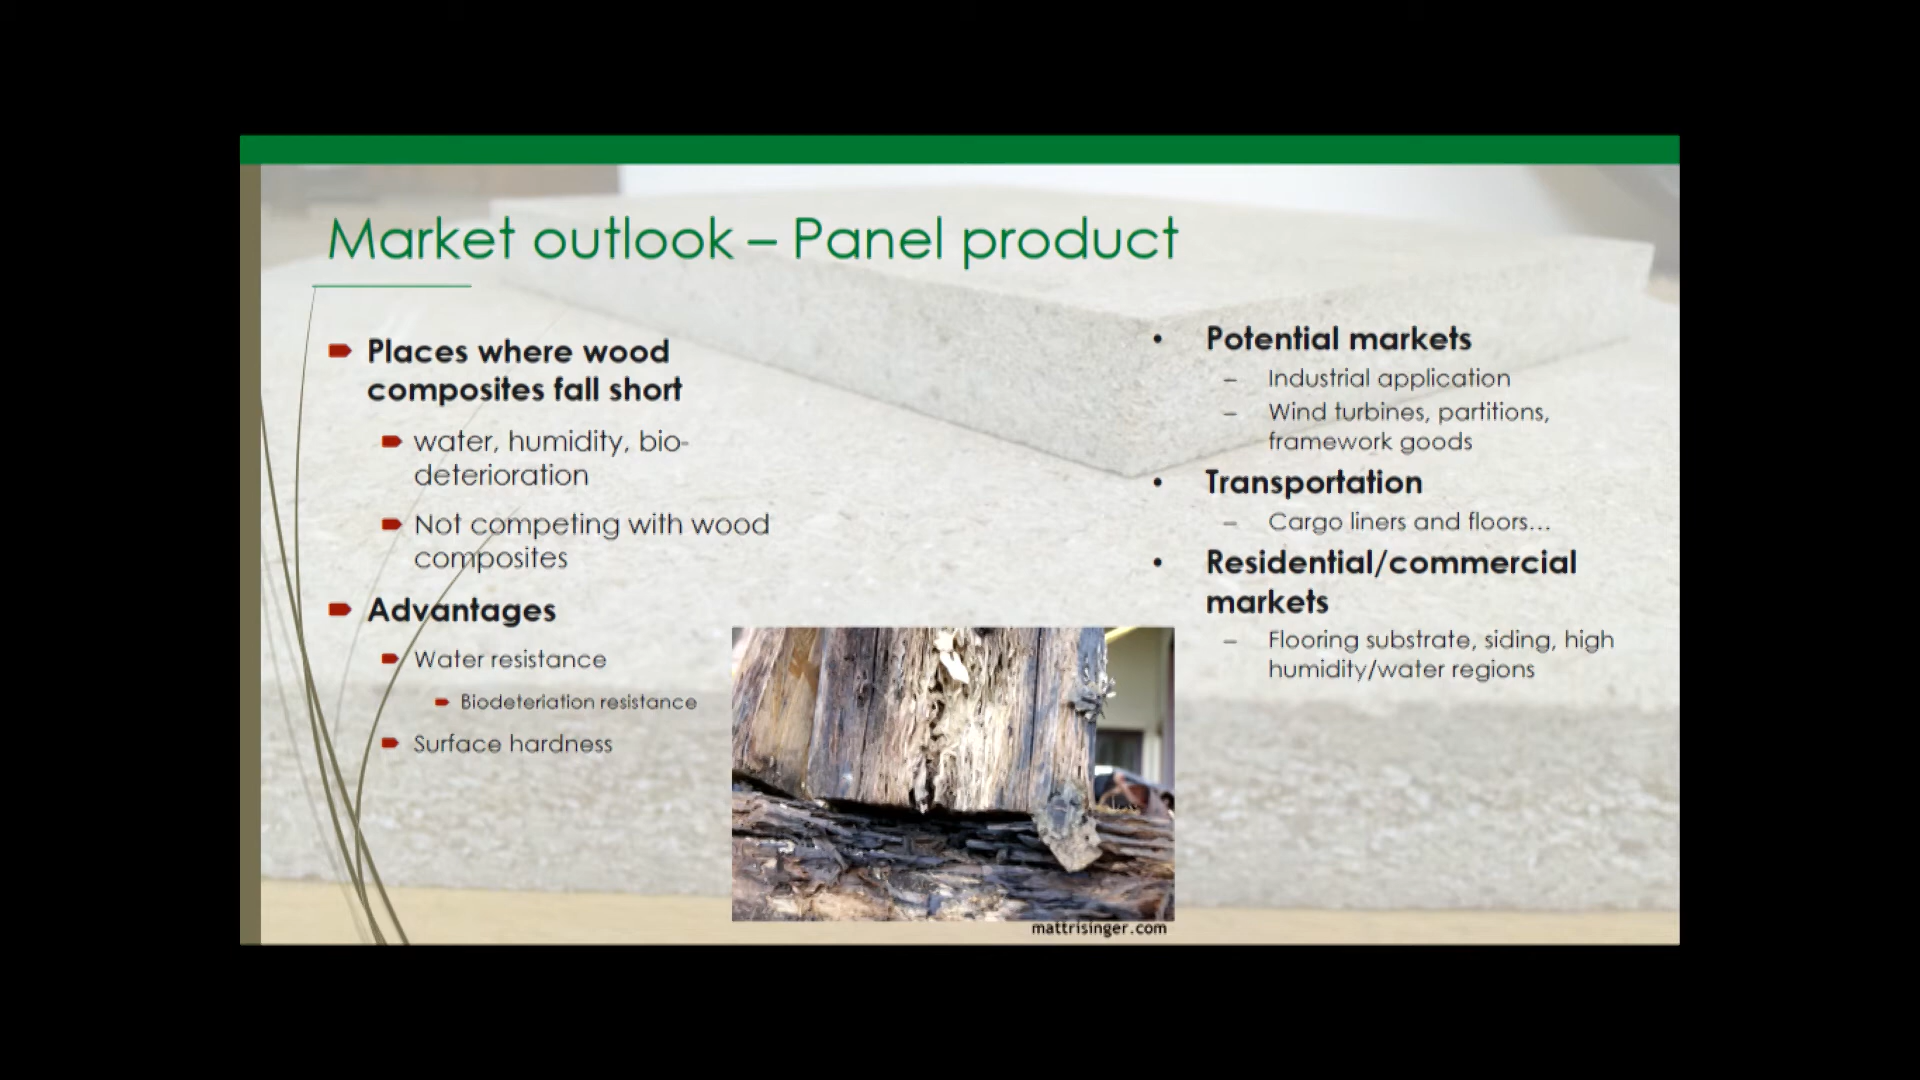 Market outlook – Panel product
Places where wood
composites fall short
water, humidity, bio-
deterioration
Not competing with wood
composites
Advantages
Water resistance
Biodeteriation resistance
Surface hardness
• Potential markets
– Industrial application
– Wind turbines, partitions,
framework goods
• Transportation
– Cargo liners and floors…
• Residential/commercial
markets
– Flooring substrate, siding, high
humidity/water regions
mattrisinger.com